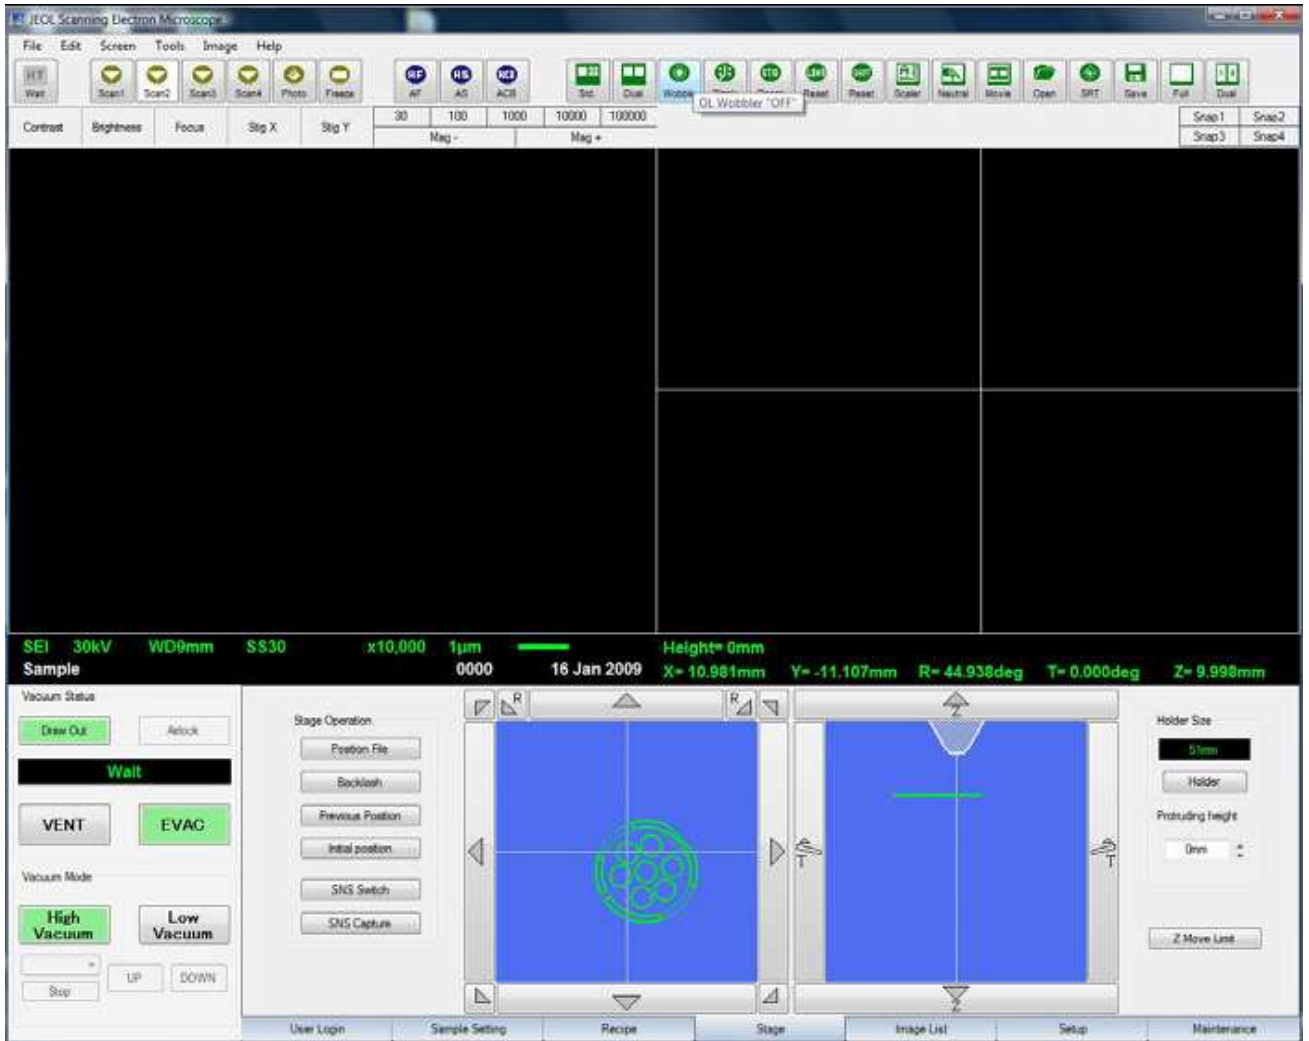 JEOL Scanning Electron Microscope
File Edit Screen Tools Image Help
HT Wait Scan1 Scan2 Scan3 Scan4 Photo Freeze AF AS ACB Std. Dual Wobbler Reset Reset Scaler Neutral Movie Open SRT Save Full Dual
OL Wobbler "OFF"
Contrast Brightness Focus Stig X Stig Y 30 100 1000 10000 100000 Snap1 Snap2
Mag - Mag + Snap3 Snap4
SEI 30kV WD9mm SS30 x10,000 1µm Height= 0mm
Sample 0000 16 Jan 2009 X= 10.981mm Y= -11.107mm R= 44.938deg T= 0.000deg Z= 9.998mm
Vacuum Status
Draw Out Airlock
Wait
VENT EVAC
Vacuum Mode
High Vacuum Low Vacuum
UP DOWN
Stop
Stage Operation
Position File
Backlash
Previous Position
Initial position
SNS Switch
SNS Capture
R R
Z
T T
Z
Holder Size
51mm
Holder
Protruding height
0mm
Z Move Limit
User Login Sample Setting Recipe Stage Image List Setup Maintenance